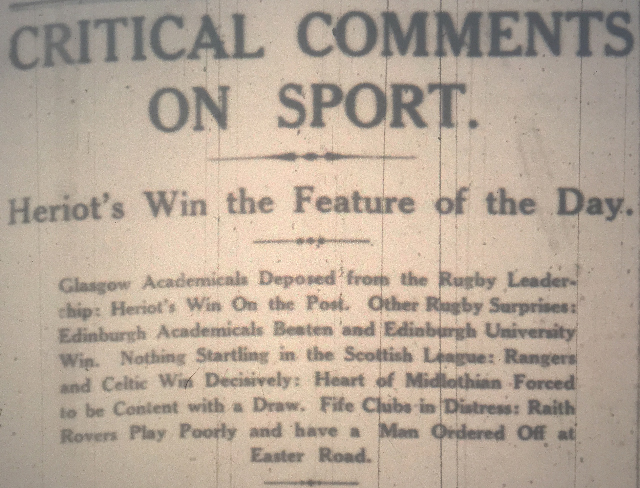 CRITICAL COMMENTS
ON SPORT.
Heriot's Win the Feature of the Day.
Glasgow Academicals Deposed from the Rugby Leader-
ship: Heriot's Win On the Post. Other Rugby Surprises:
Edinburgh Academicals Beaten and Edinburgh University
Win. Nothing Startling in the Scottish League: Rangers
and Celtic Win Decisively: Heart of Midlothian Forced
to be Content with a Draw. Fife Clubs in Distress: Raith
Rovers Play Poorly and have a Man Ordered Off at
Easter Road.